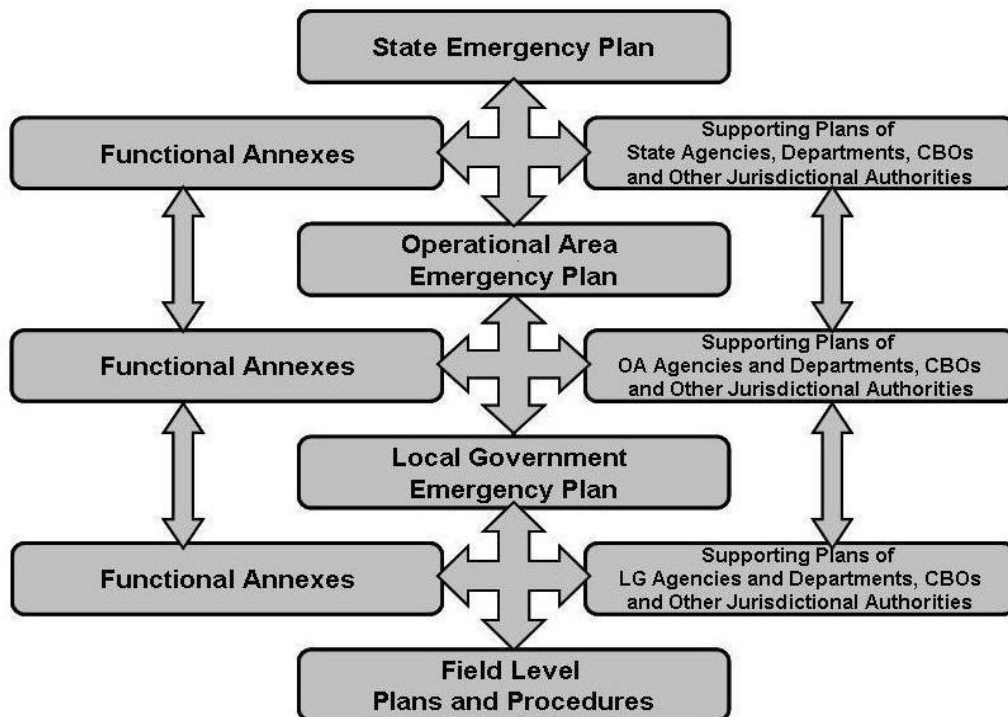 State Emergency Plan
Functional Annexes
Supporting Plans of
State Agencies, Departments, CBOs
and Other Jurisdictional Authorities
Operational Area
Emergency Plan
Functional Annexes
Supporting Plans of
OA Agencies and Departments, CBOs
and Other Jurisdictional Authorities
Local Government
Emergency Plan
Functional Annexes
Supporting Plans of
LG Agencies and Departments, CBOs
and Other Jurisdictional Authorities
Field Level
Plans and Procedures